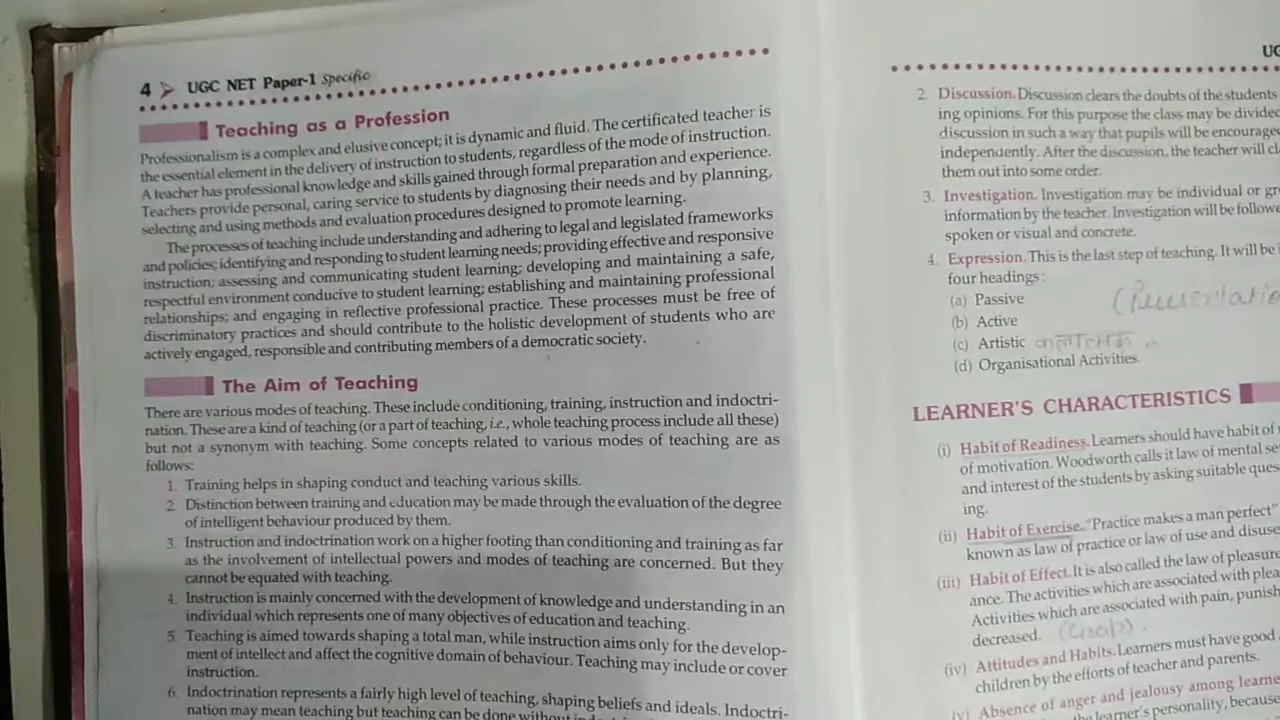 4 ➢ UGC NET Paper-1 Specific
Teaching as a Profession
Professionalism is a complex and elusive concept; it is dynamic and fluid. The certificated teacher is
the essential element in the delivery of instruction to students, regardless of the mode of instruction.
A teacher has professional knowledge and skills gained through formal preparation and experience.
Teachers provide personal, caring service to students by diagnosing their needs and by planning,
selecting and using methods and evaluation procedures designed to promote learning.
The processes of teaching include understanding and adhering to legal and legislated frameworks
and policies; identifying and responding to student learning needs; providing effective and responsive
instruction; assessing and communicating student learning; developing and maintaining a safe,
respectful environment conducive to student learning; establishing and maintaining professional
relationships; and engaging in reflective professional practice. These processes must be free of
discriminatory practices and should contribute to the holistic development of students who are
actively engaged, responsible and contributing members of a democratic society.
The Aim of Teaching
There are various modes of teaching. These include conditioning, training, instruction and indoctri-
nation. These are a kind of teaching (or a part of teaching, i.e., whole teaching process include all these)
but not a synonym with teaching. Some concepts related to various modes of teaching are as
follows:
1. Training helps in shaping conduct and teaching various skills.
2. Distinction between training and education may be made through the evaluation of the degree
of intelligent behaviour produced by them.
3. Instruction and indoctrination work on a higher footing than conditioning and training as far
as the involvement of intellectual powers and modes of teaching are concerned. But they
cannot be equated with teaching.
4. Instruction is mainly concerned with the development of knowledge and understanding in an
individual which represents one of many objectives of education and teaching.
5. Teaching is aimed towards shaping a total man, while instruction aims only for the develop-
ment of intellect and affect the cognitive domain of behaviour. Teaching may include or cover
instruction.
6. Indoctrination represents a fairly high level of teaching, shaping beliefs and ideals. Indoctri-
nation may mean teaching but teaching can be done without
UG
2. Discussion. Discussion clears the doubts of the students
ing opinions. For this purpose the class may be divided
discussion in such a way that pupils will be encourage
independently. After the discussion, the teacher will cl
them out into some order.
3. Investigation. Investigation may be individual or gr
information by the teacher. Investigation will be followe
spoken or visual and concrete.
4. Expression. This is the last step of teaching. It will be
four headings:
(a) Passive
(b) Active
(c) Artistic
(d) Organisational Activities.
LEARNER'S CHARACTERISTICS
(i) Habit of Readiness. Learners should have habit of
of motivation. Woodworth calls it law of mental se
and interest of the students by asking suitable ques
ing.
(ii) Habit of Exercise. "Practice makes a man perfect"
known as law of practice or law of use and disuse
(iii) Habit of Effect. It is also called the law of pleasure
ance. The activities which are associated with plea
Activities which are associated with pain, punish
decreased.
(iv) Attitudes and Habits. Learners must have good
children by the efforts of teacher and parents.
(v) Absence of anger and jealousy among learne
the learner's personality, because